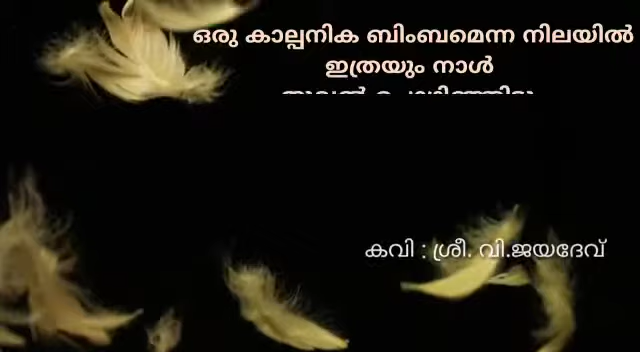 ഒരു കാല്പനിക ബിംബമെന്ന നിലയിൽ
ഇത്രയും നാൾ
കവി : ശ്രീ. വി.ജയദേവ്